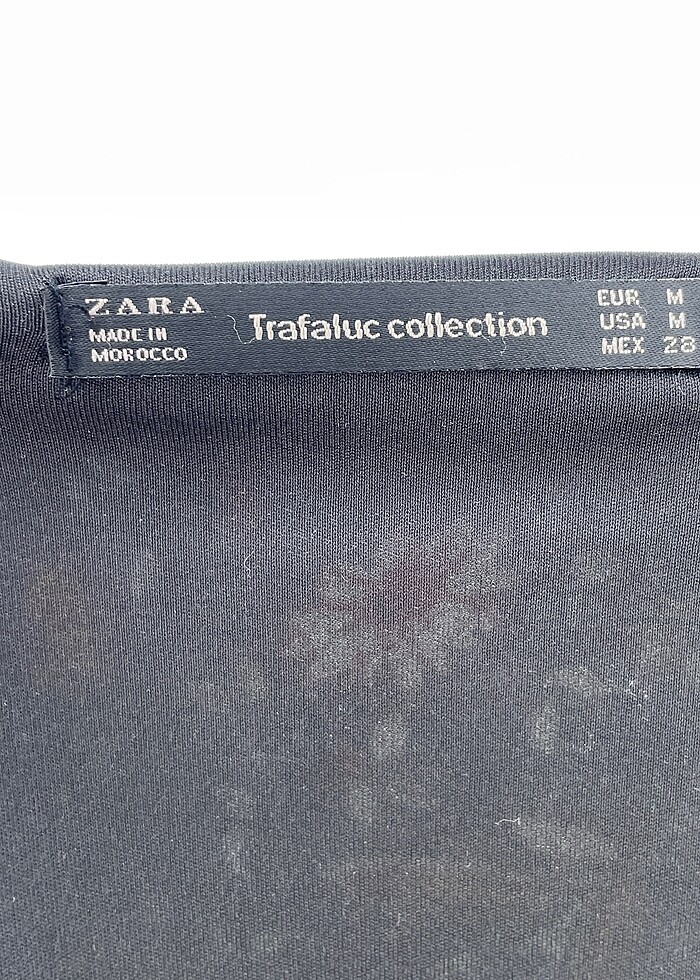 ZARA
MADE IN
MOROCCO
Trafaluc collection
EUR M
USA M
MEX 28